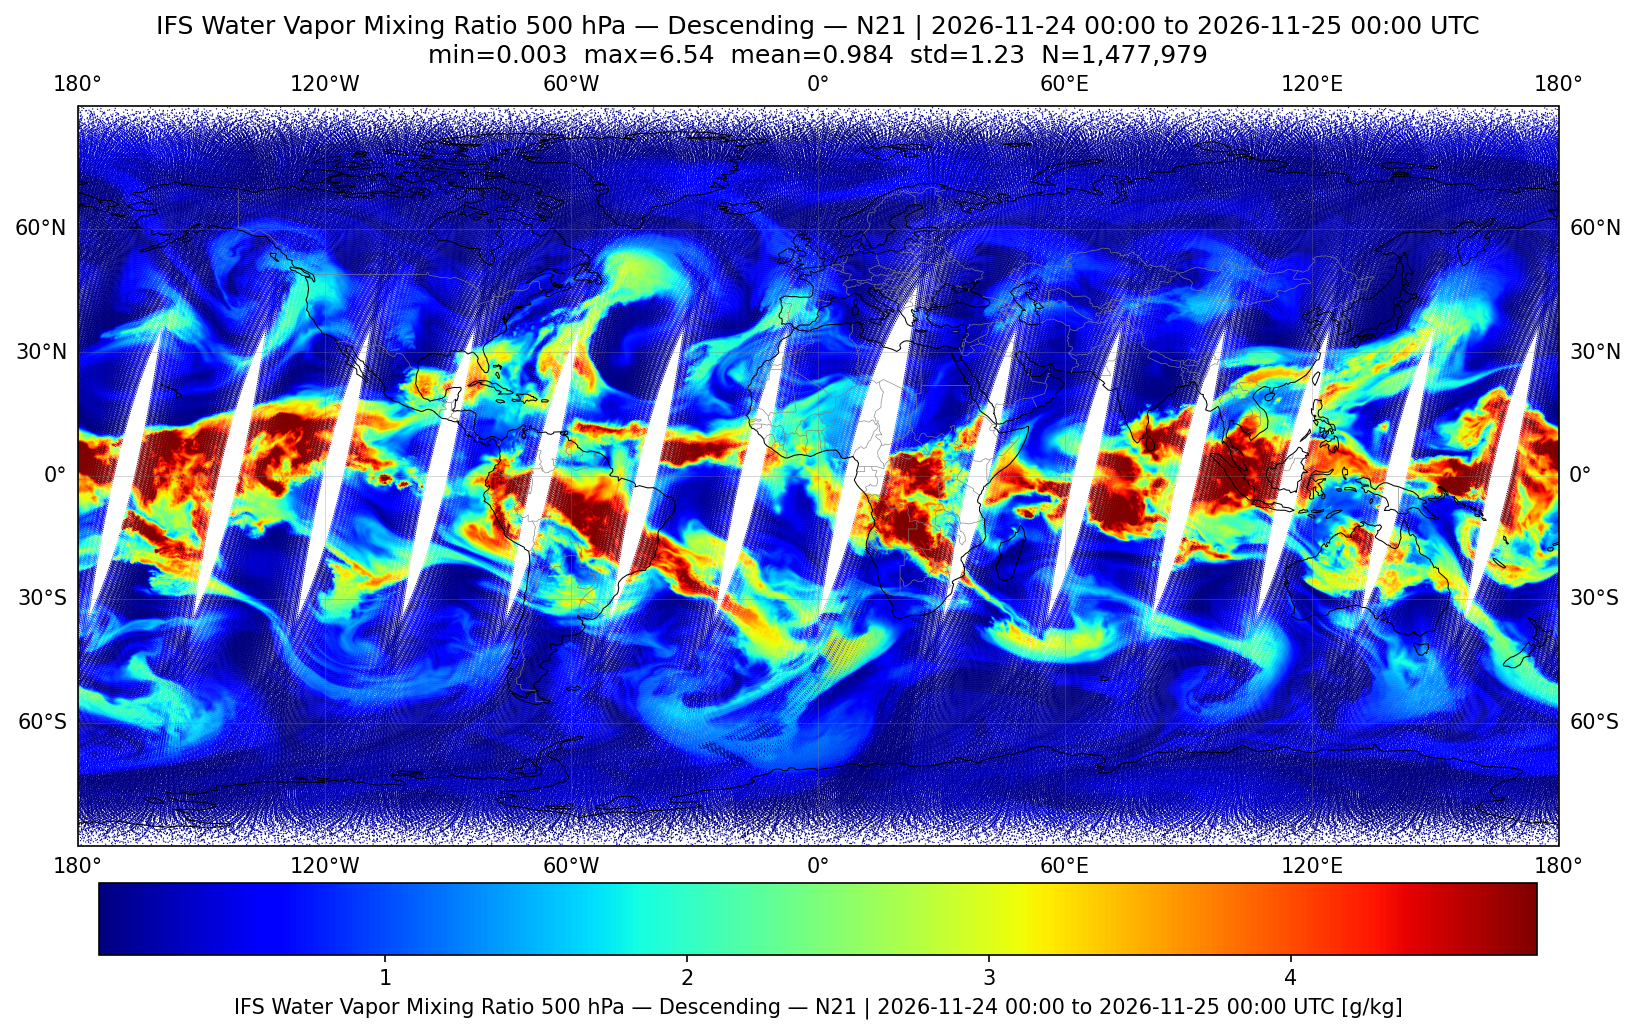 IFS Water Vapor Mixing Ratio 500 hPa — Descending — N21 | 2026-11-24 00:00 to 2026-11-25 00:00 UTC
min=0.003 max=6.54 mean=0.984 std=1.23 N=1,477,979
180° 120°W 60°W 0° 60°E 120°E 180°
60°N 60°N
30°N 30°N
0° 0°
30°S 30°S
60°S 60°S
180° 120°W 60°W 0° 60°E 120°E 180°
1 2 3 4
IFS Water Vapor Mixing Ratio 500 hPa — Descending — N21 | 2026-11-24 00:00 to 2026-11-25 00:00 UTC [g/kg]